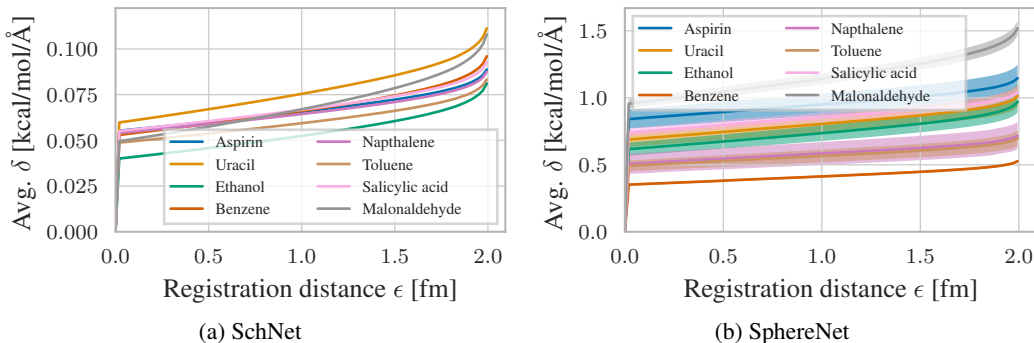 Avg. δ [kcal/mol/Å]
0.100
0.075
0.050
0.025
0.000
Aspirin
Uracil
Ethanol
Benzene
Napthalene
Toluene
Salicylic acid
Malonaldehyde
0.0 0.5 1.0 1.5 2.0
Registration distance ϵ [fm]
(a) SchNet
Avg. δ [kcal/mol/Å]
1.5
1.0
0.5
0.0
Aspirin
Uracil
Ethanol
Benzene
Napthalene
Toluene
Salicylic acid
Malonaldehyde
0.0 0.5 1.0 1.5 2.0
Registration distance ϵ [fm]
(b) SphereNet